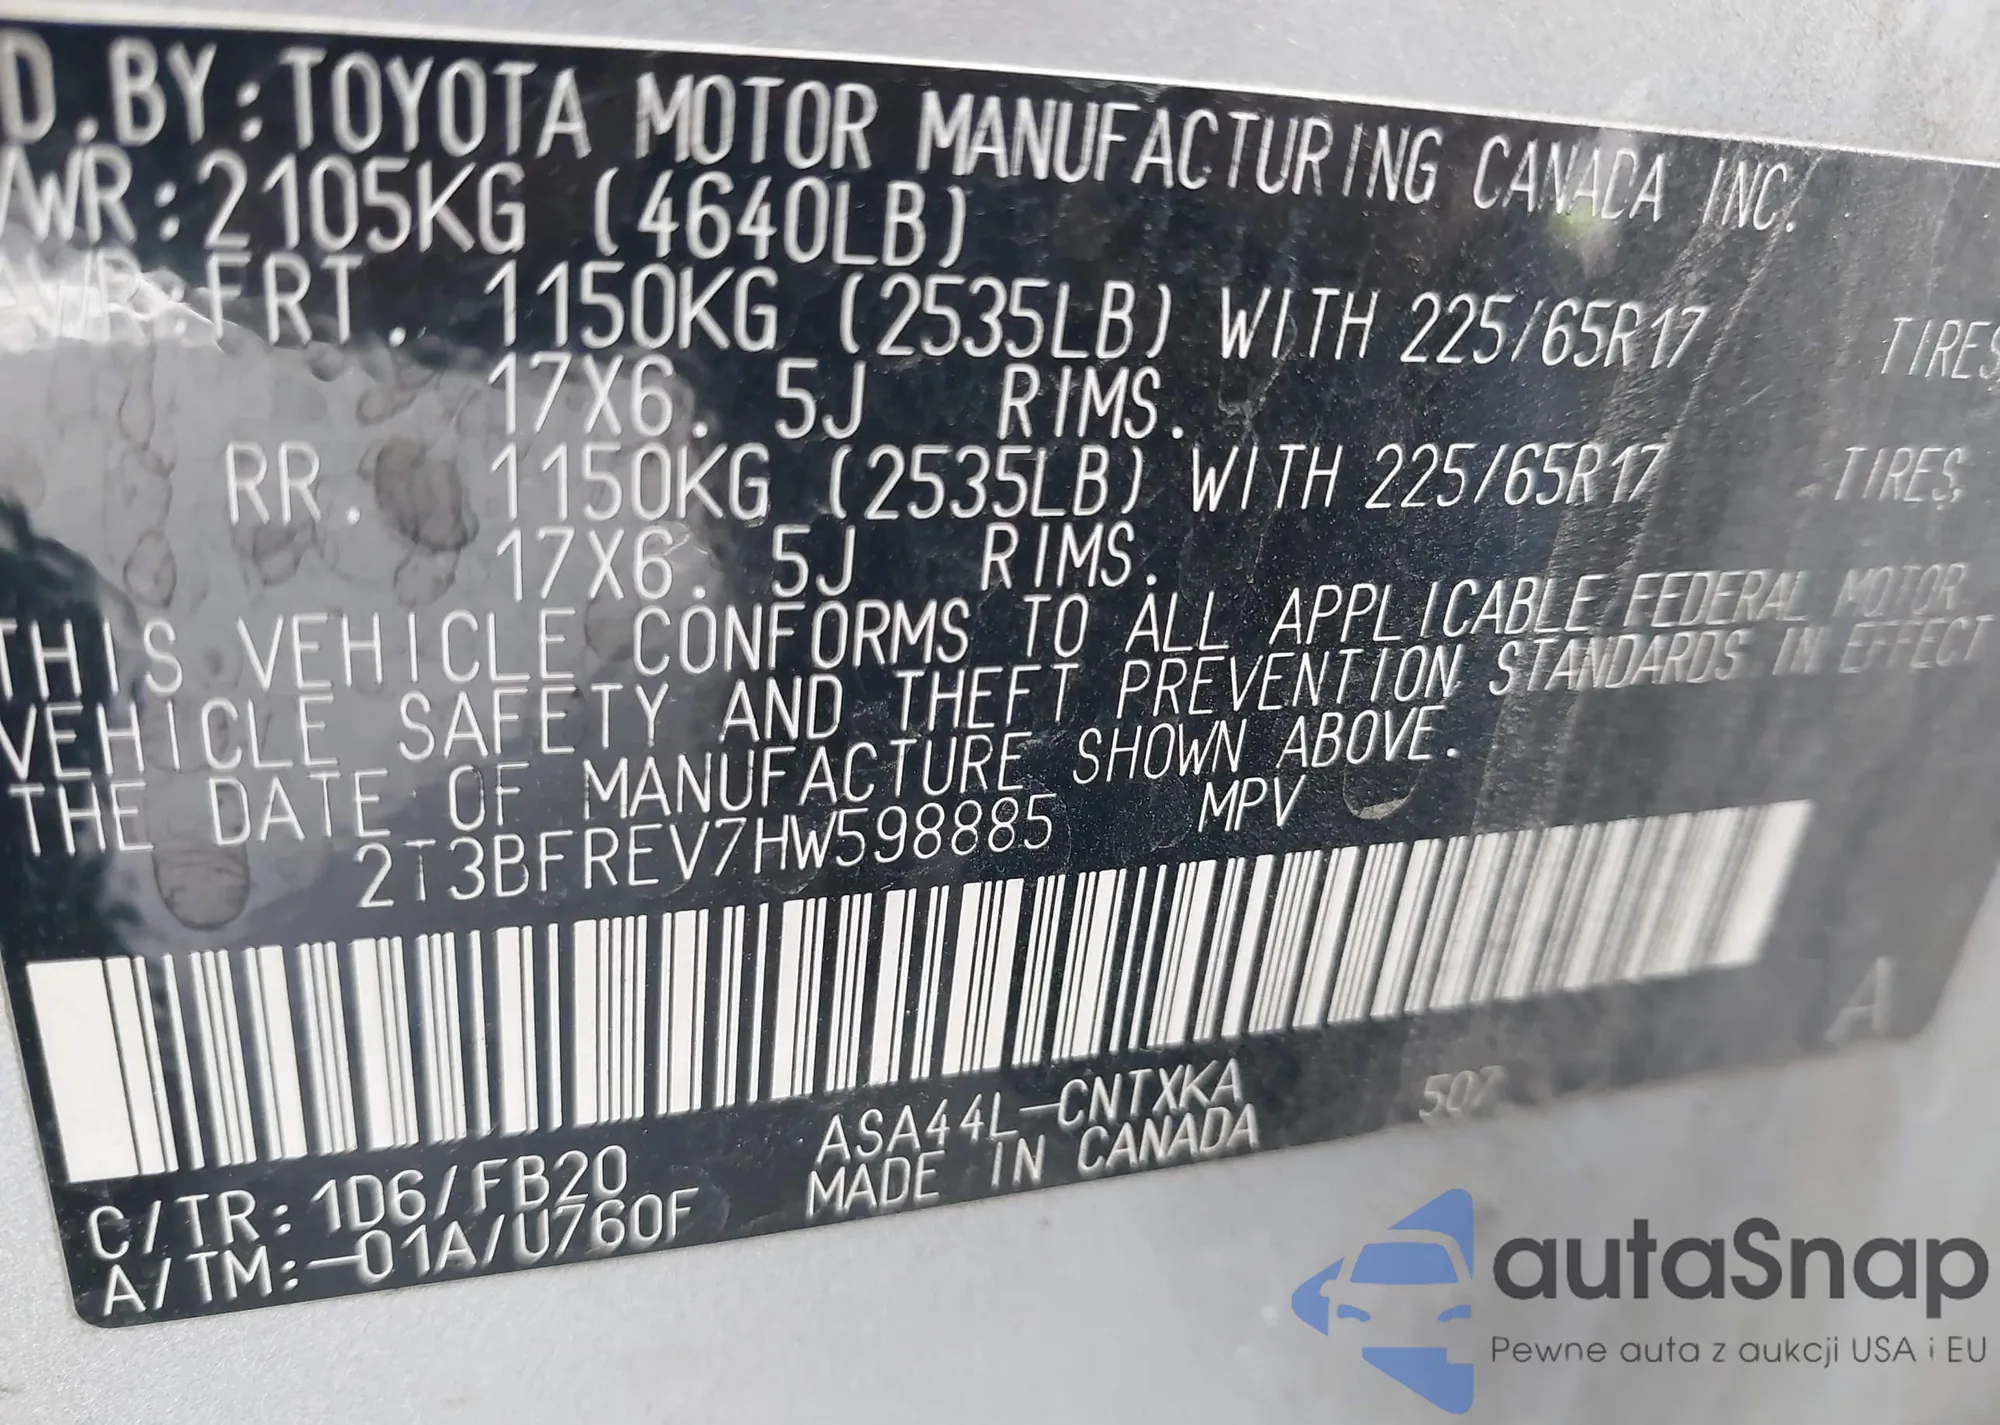 D.BY:TOYOTA MOTOR MANUFACTURING CANADA INC.
VWR:2105KG (4640LB)
AWR:FRT. 1150KG (2535LB) WITH 225/65R17 TIRES,
17X6. 5J RIMS.
RR. 1150KG (2535LB) WITH 225/65R17 TIRES,
17X6. 5J RIMS.
THIS VEHICLE CONFORMS TO ALL APPLICABLE FEDERAL MOTOR
VEHICLE SAFETY AND THEFT PREVENTION STANDARDS IN EFFECT
THE DATE OF MANUFACTURE SHOWN ABOVE.
2T3BFREV7HW598885 MPV
A
C/TR:1D6/FB20 ASA44L-CNTXKA 507
A/TM:-01A/U760F MADE IN CANADA
autaSnap
Pewne auta z aukcji USA i EU